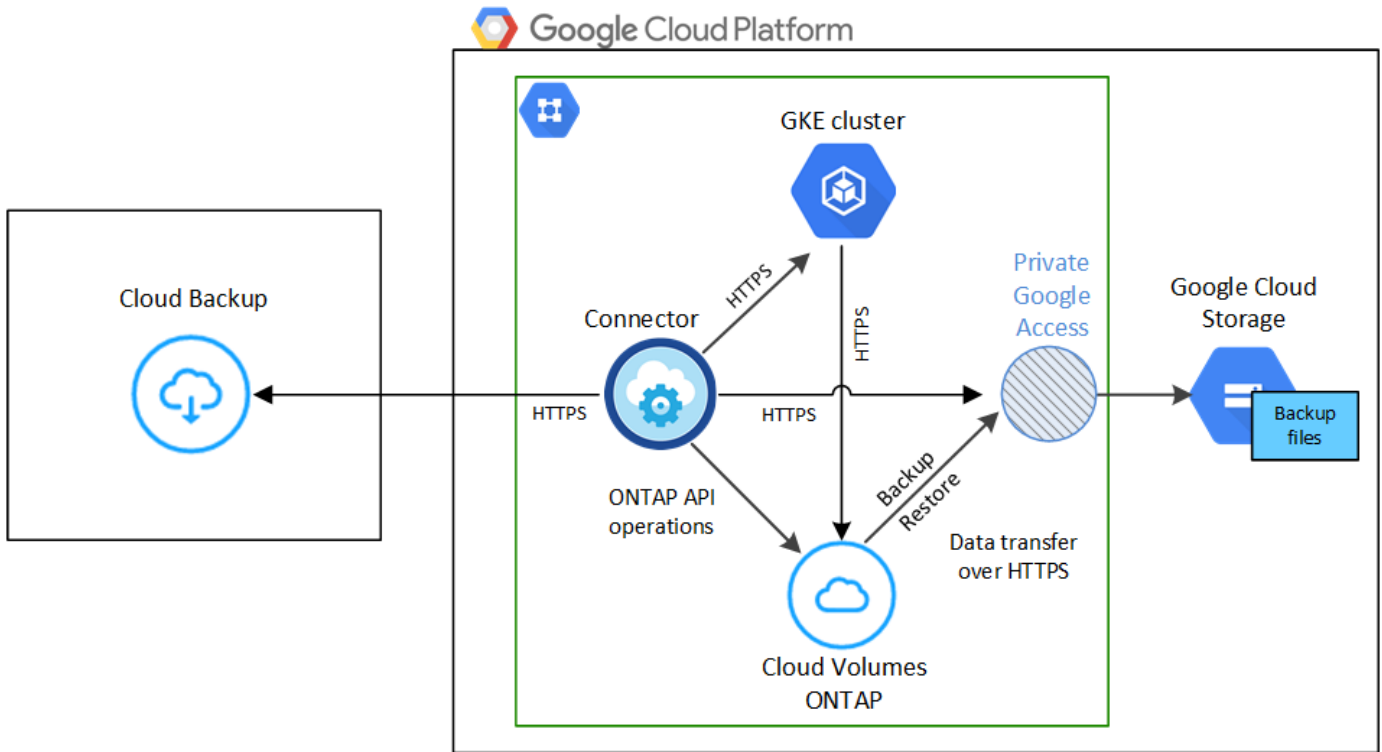 Google Cloud Platform
GKE cluster
Private
Google
Access
Google Cloud
Storage
Cloud Backup
Connector
HTTPS
HTTPS
HTTPS
HTTPS
Backup
files
Backup
Restore
ONTAP API
operations
Data transfer
over HTTPS
Cloud Volumes
ONTAP